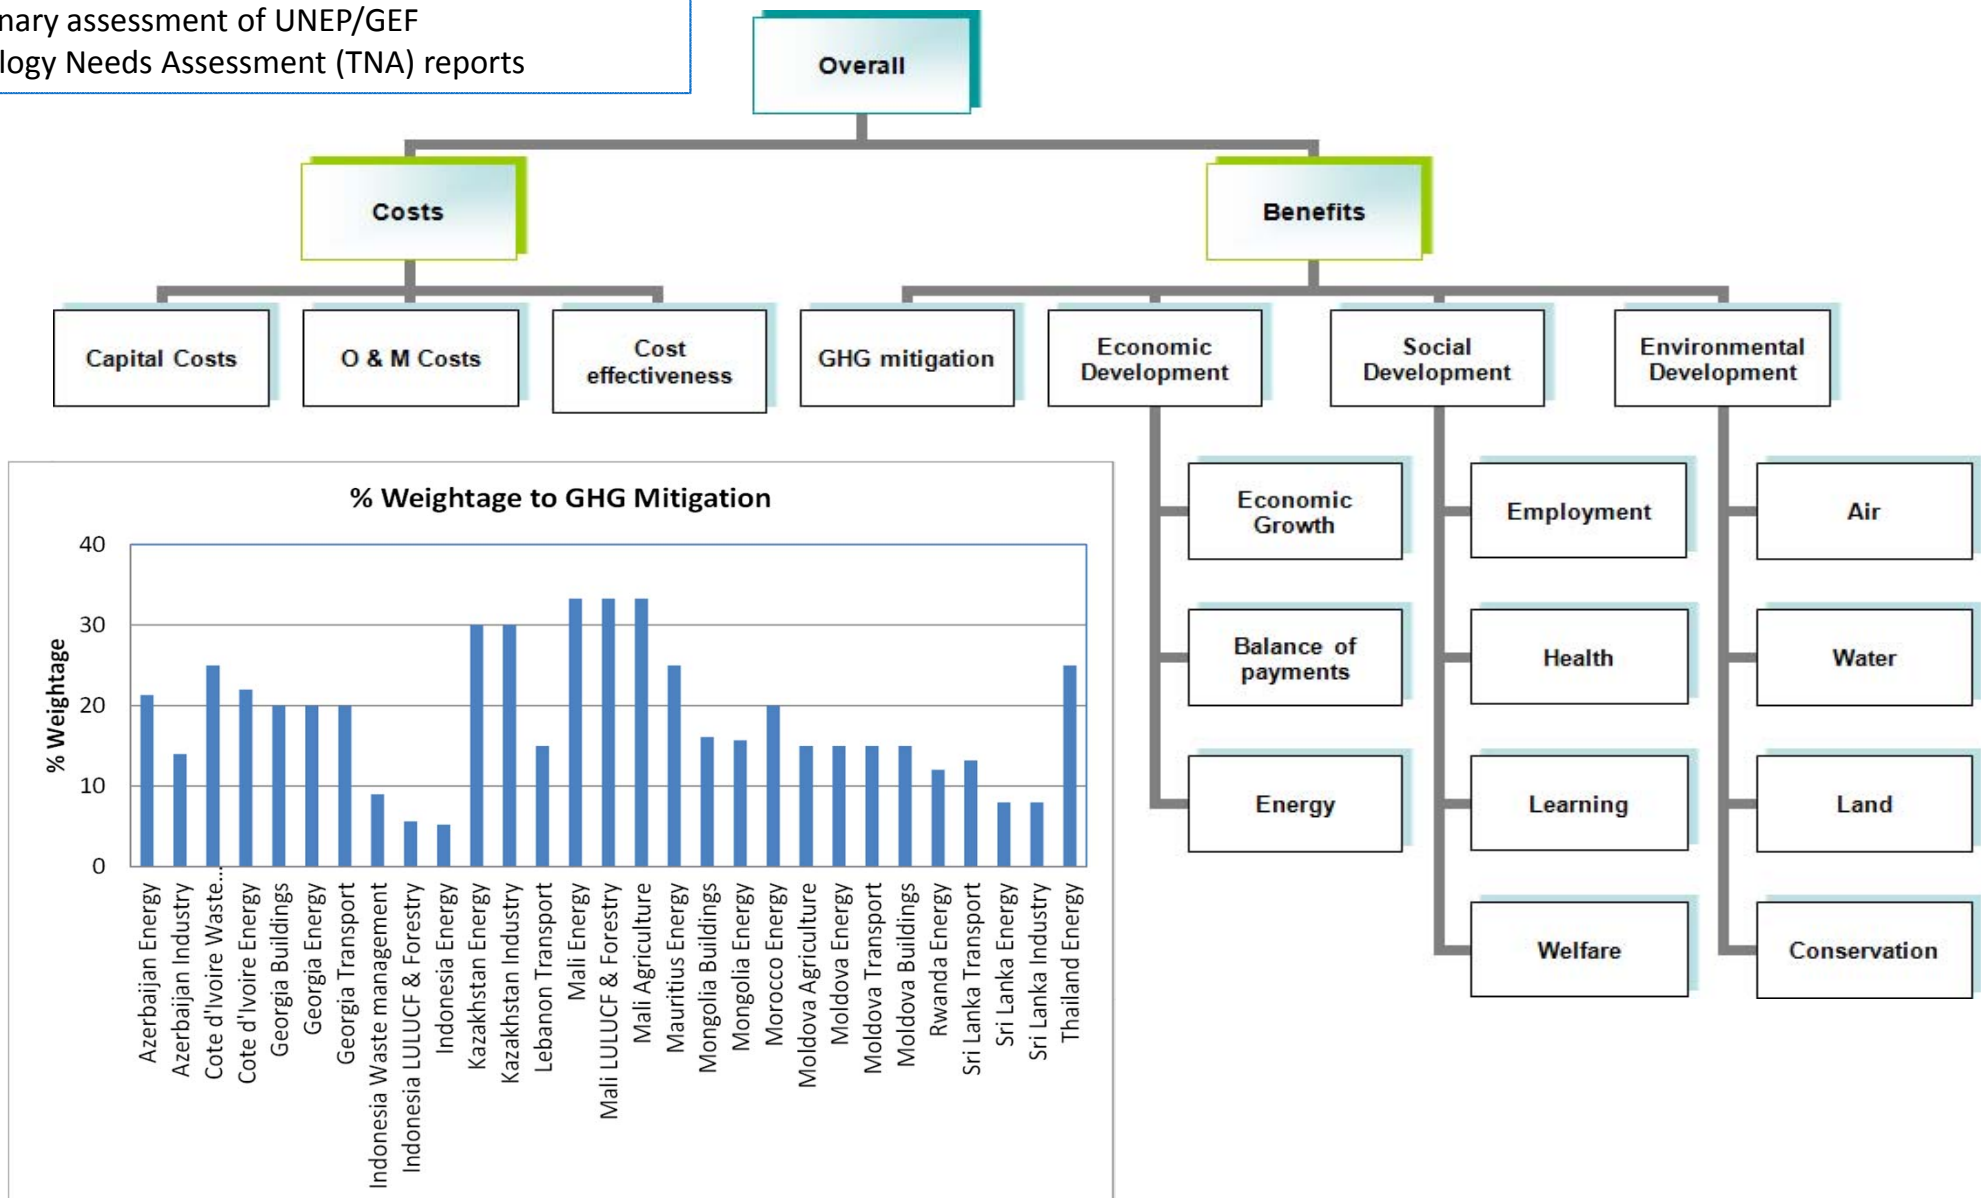 nary assessment of UNEP/GEF
logy Needs Assessment (TNA) reports
Overall
Costs
Benefits
Capital Costs
O & M Costs
Cost
effectiveness
GHG mitigation
Economic
Development
Social
Development
Environmental
Development
Economic
Growth
Balance of
payments
Energy
Employment
Health
Learning
Welfare
Air
Water
Land
Conservation
% Weightage to GHG Mitigation
% Weightage
40
30
20
10
0
Azerbaijan Energy
Azerbaijan Industry
Cote d'Ivoire Waste...
Cote d'Ivoire Energy
Georgia Buildings
Georgia Energy
Georgia Transport
Indonesia Waste management
Indonesia LULUCF & Forestry
Indonesia Energy
Kazakhstan Energy
Kazakhstan Industry
Lebanon Transport
Mali Energy
Mali LULUCF & Forestry
Mali Agriculture
Mauritius Energy
Mongolia Buildings
Mongolia Energy
Morocco Energy
Moldova Agriculture
Moldova Energy
Moldova Transport
Moldova Buildings
Rwanda Energy
Sri Lanka Transport
Sri Lanka Energy
Sri Lanka Industry
Thailand Energy